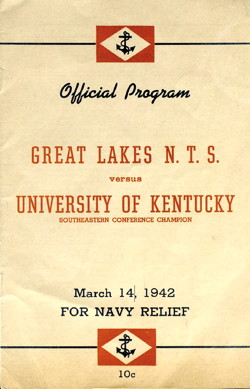 Official Program
GREAT LAKES N. T. S.
versus
UNIVERSITY OF KENTUCKY
SOUTHEASTERN CONFERENCE CHAMPION
March 14, 1942
FOR NAVY RELIEF
10c